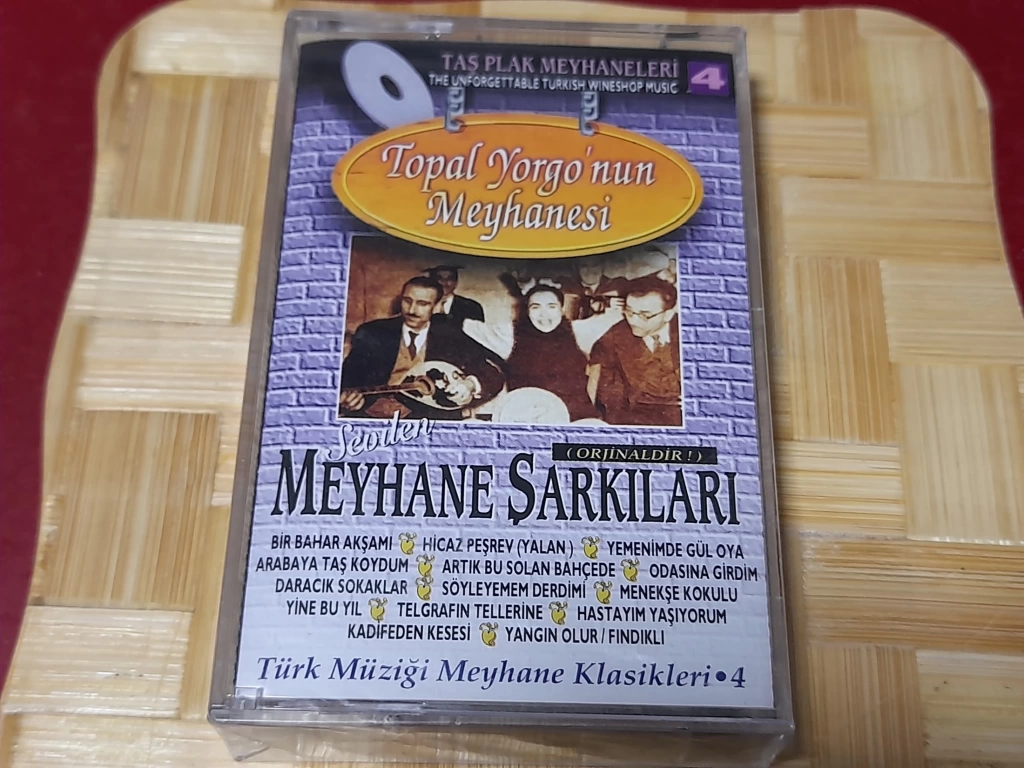 TAŞ PLAK MEYHANELERİ 4
THE UNFORGETTABLE TURKISH WINESHOP MUSIC
Topal Yorgo'nun
Meyhanesi
Sevilen
(ORJİNALDİR!)
MEYHANE ŞARKILARI
BİR BAHAR AKŞAMI HİCAZ PEŞREV (YALAN ) YEMENİMDE GÜL OYA
ARABAYA TAŞ KOYDUM ARTIK BU SOLAN BAHÇEDE ODASINA GİRDİM
DARACIK SOKAKLAR SÖYLEYEMEM DERDİMİ MENEKŞE KOKULU
YİNE BU YIL TELGRAFIN TELLERİNE HASTAYIM YAŞIYORUM
KADİFEDEN KESESİ YANGIN OLUR / FINDIKLI
Türk Müziği Meyhane Klasikleri • 4